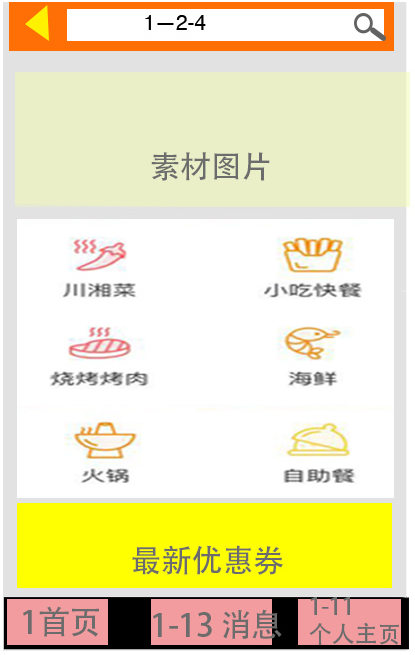 1—2-4
素材图片
川湘菜 小吃快餐
烧烤烤肉 海鲜
火锅 自助餐
最新优惠券
1首页 1-13 消息 1-11
个人主页